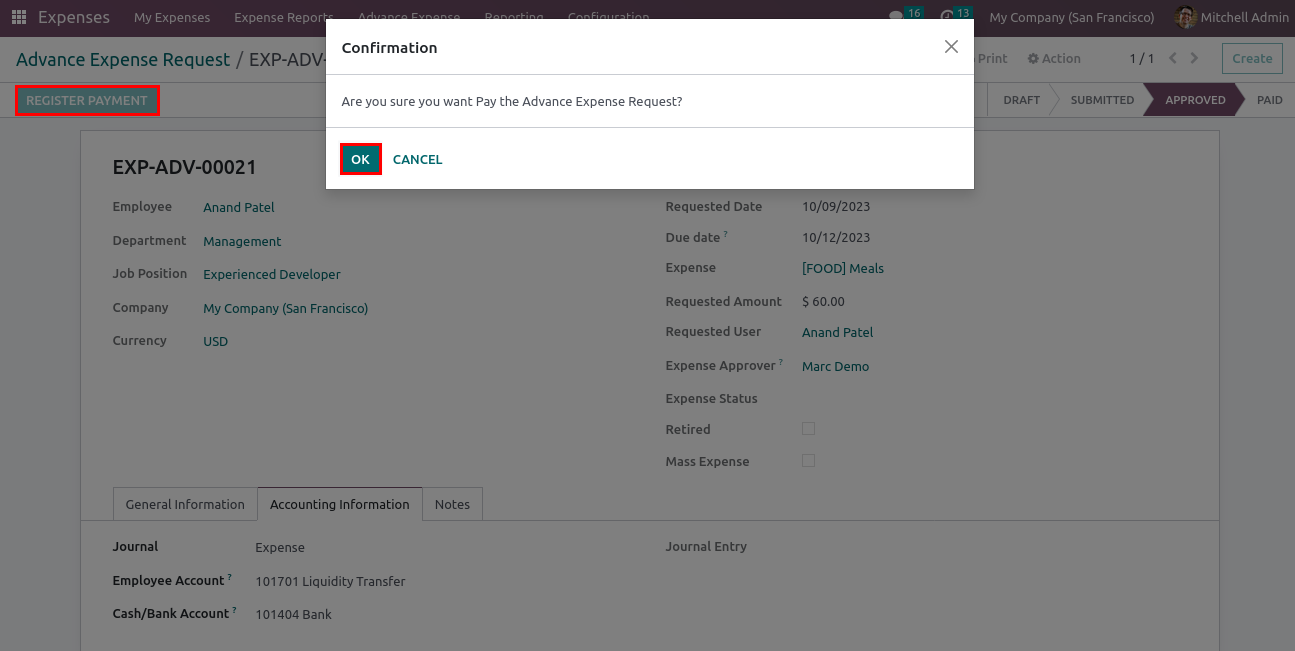 Expenses My Expenses Expense Reports Advance Expense Reporting Configuration 16 13 My Company (San Francisco) Mitchell Admin
Confirmation
Advance Expense Request / EXP-ADV- Print Action 1 / 1 Create
Are you sure you want Pay the Advance Expense Request?
REGISTER PAYMENT DRAFT SUBMITTED APPROVED PAID
OK CANCEL
EXP-ADV-00021
Employee Anand Patel
Department Management
Job Position Experienced Developer
Company My Company (San Francisco)
Currency USD
Requested Date 10/09/2023
Due date ? 10/12/2023
Expense [FOOD] Meals
Requested Amount $ 60.00
Requested User Anand Patel
Expense Approver ? Marc Demo
Expense Status
Retired
Mass Expense
General Information Accounting Information Notes
Journal Expense
Employee Account ? 101701 Liquidity Transfer
Cash/Bank Account ? 101404 Bank
Journal Entry